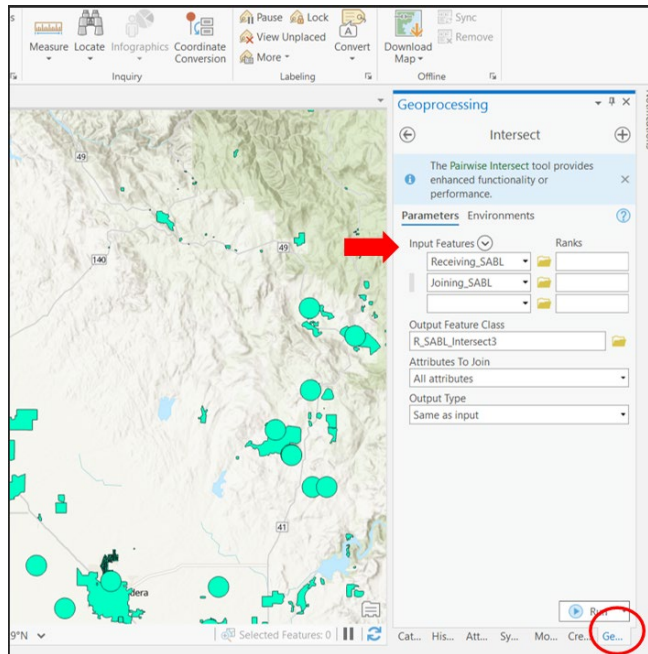 Pause
Lock
Sync
View Unplaced
Remove
More
Measure
Locate
Infographics
Coordinate
Conversion
Convert
Download
Map
Inquiry
Labeling
Offline
Geoprocessing
Intersect
The Pairwise Intersect tool provides
enhanced functionality or
performance.
Parameters Environments
Input Features
Ranks
Receiving_SABL
Joining_SABL
Output Feature Class
R_SABL_Intersect3
Attributes To Join
All attributes
Output Type
Same as input
Run
49
49
140
41
dera
9°N
Selected Features: 0
Cat...
His...
Att...
Sy...
Mo...
Cre...
Ge...